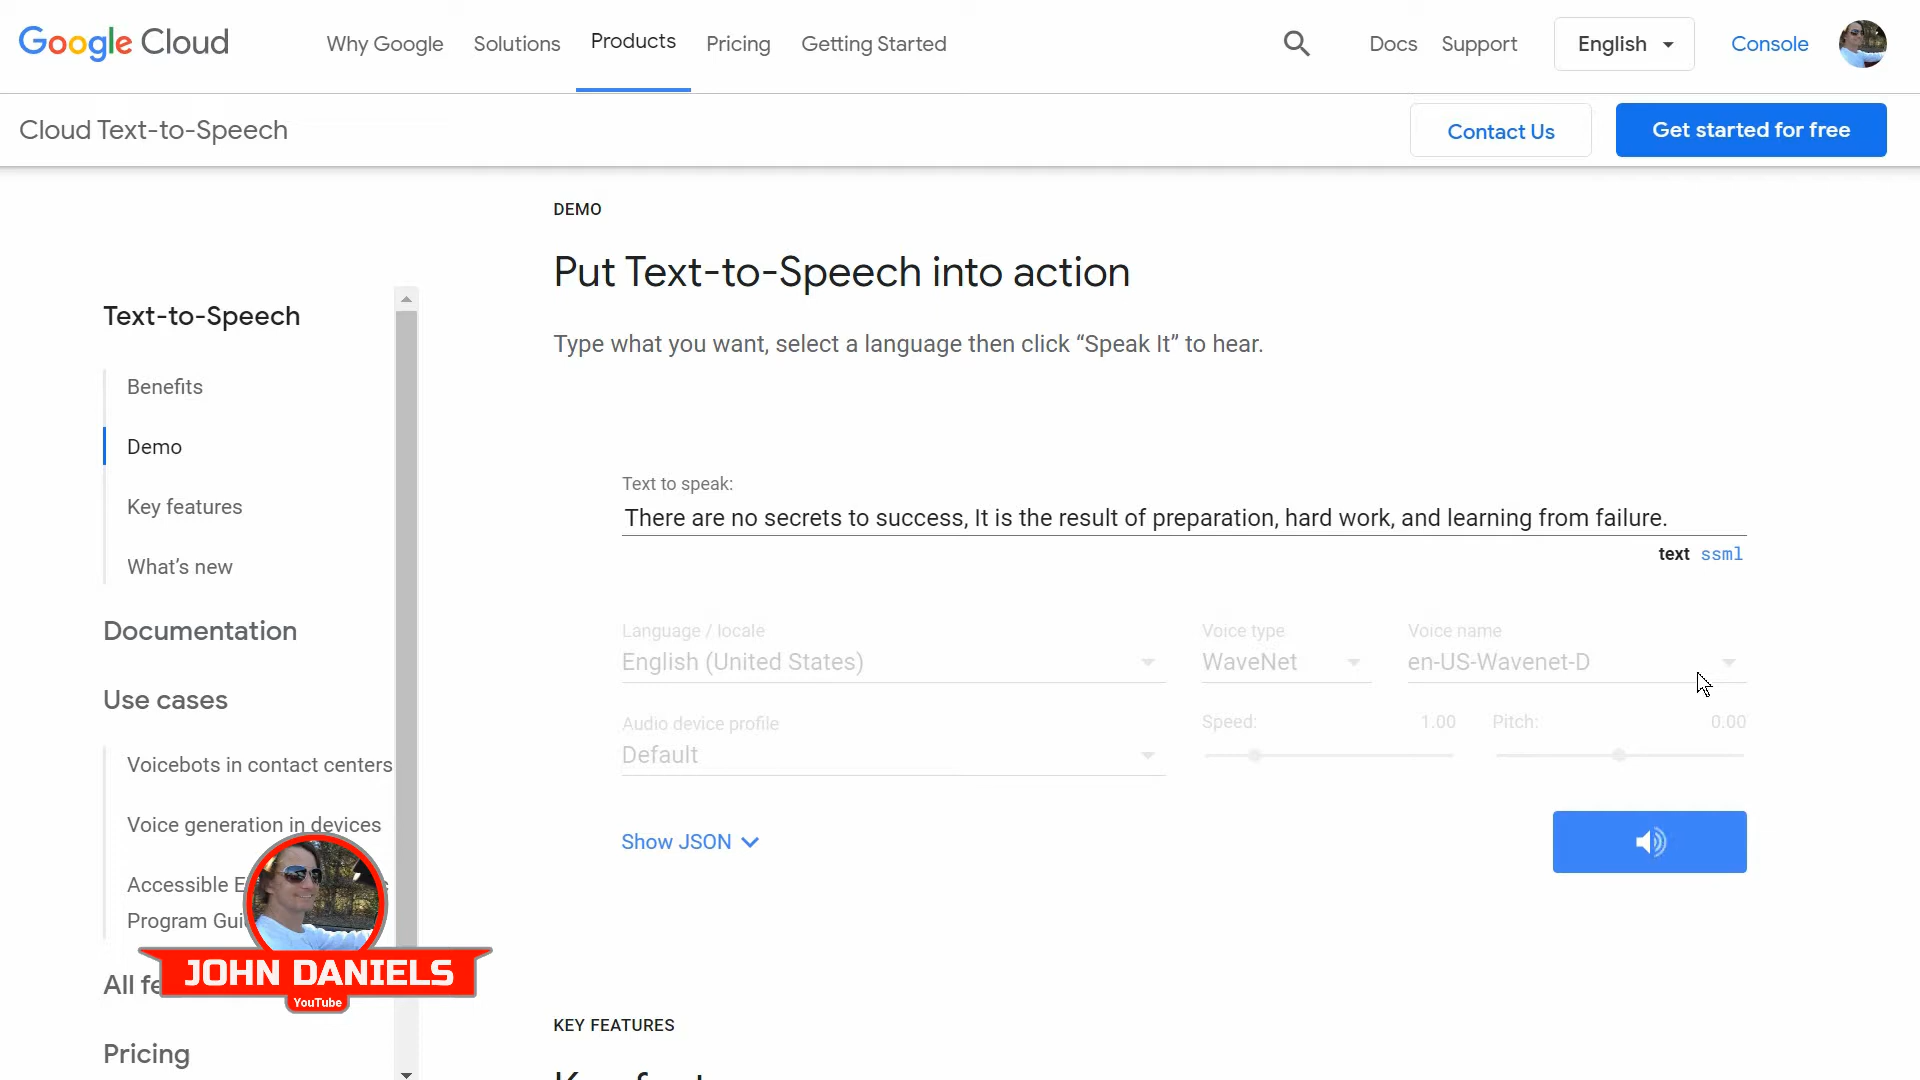 Google Cloud
Why Google
Solutions
Products
Pricing
Getting Started
Docs
Support
English
Console
Cloud Text-to-Speech
Contact Us
Get started for free
DEMO
Put Text-to-Speech into action
Type what you want, select a language then click “Speak It” to hear.
Text-to-Speech
Benefits
Demo
Key features
What's new
Documentation
Use cases
Voicebots in contact centers
Voice generation in devices
Accessible
Program
All
Pricing
Text to speak:
There are no secrets to success, It is the result of preparation, hard work, and learning from failure.
text ssml
Language / locale
English (United States)
Voice type
WaveNet
Voice name
en-US-Wavenet-D
Audio device profile
Default
Speed: 1.00
Pitch: 0.00
Show JSON
KEY FEATURES
JOHN DANIELS
YouTube